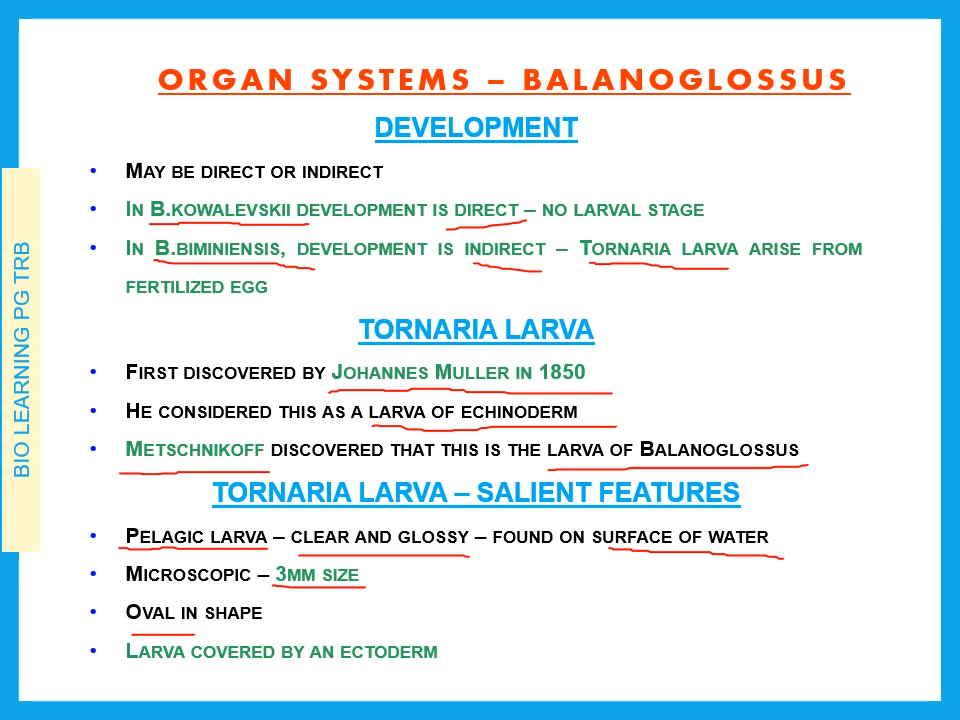 ORGAN SYSTEMS – BALANOGLOSSUS
DEVELOPMENT
• MAY BE DIRECT OR INDIRECT
• IN B.KOWALEVSKII DEVELOPMENT IS DIRECT – NO LARVAL STAGE
• IN B.BIMINIENSIS, DEVELOPMENT IS INDIRECT – TORNARIA LARVA ARISE FROM
FERTILIZED EGG
TORNARIA LARVA
• FIRST DISCOVERED BY JOHANNES MULLER IN 1850
• HE CONSIDERED THIS AS A LARVA OF ECHINODERM
• METSCHNIKOFF DISCOVERED THAT THIS IS THE LARVA OF BALANOGLOSSUS
TORNARIA LARVA – SALIENT FEATURES
• PELAGIC LARVA – CLEAR AND GLOSSY – FOUND ON SURFACE OF WATER
• MICROSCOPIC – 3MM SIZE
• OVAL IN SHAPE
• LARVA COVERED BY AN ECTODERM
BIO LEARNING PG TRB